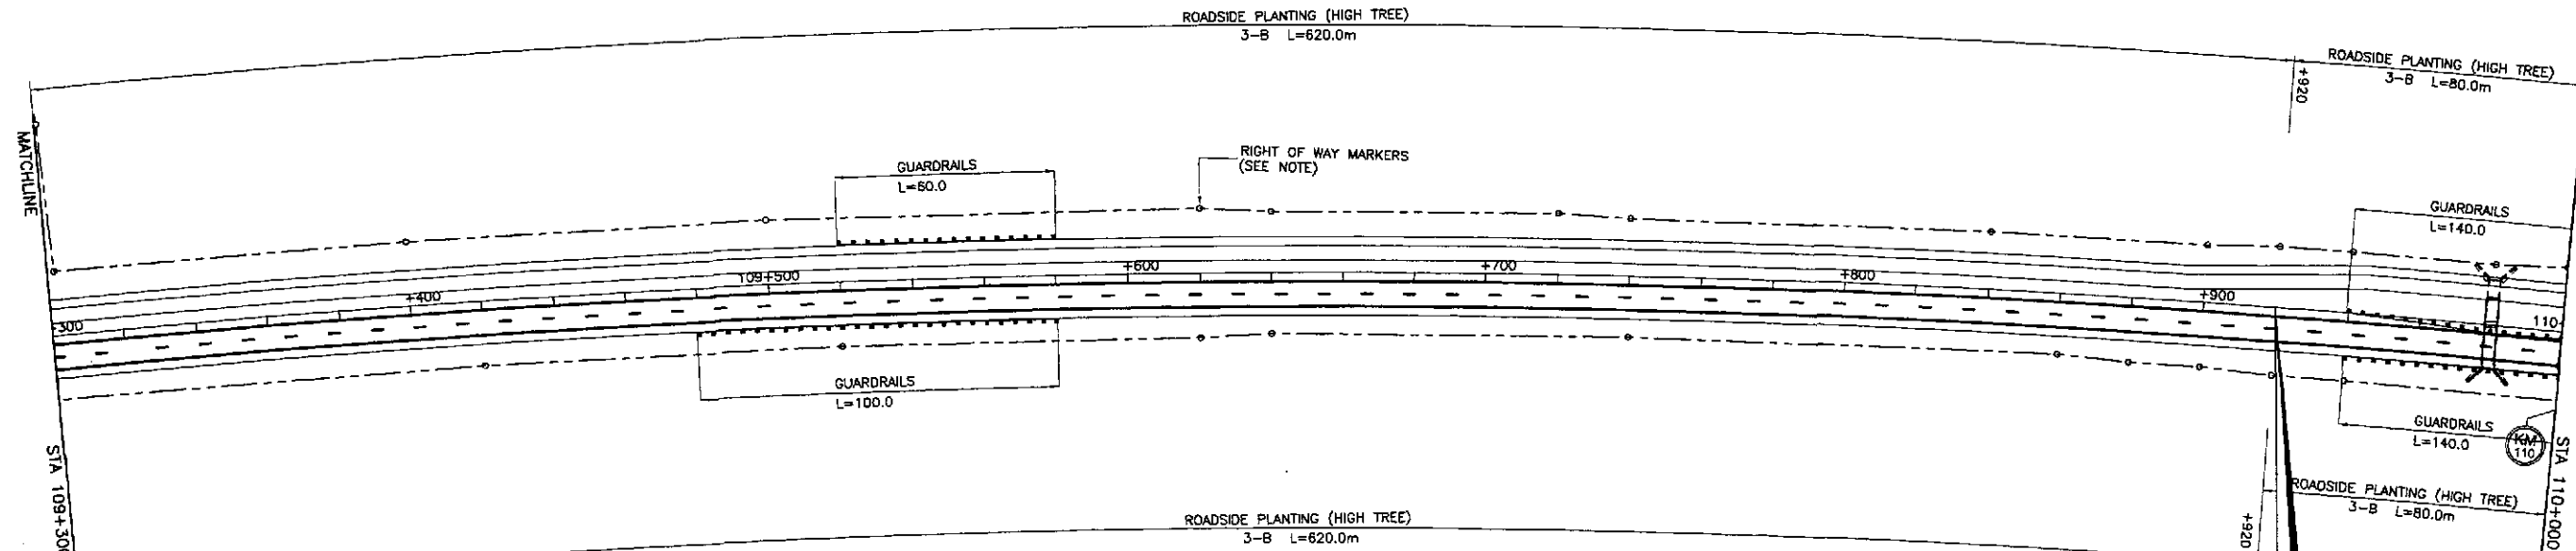 ROADSIDE PLANTING (HIGH TREE)
3-B L=620.0m
ROADSIDE PLANTING (HIGH TREE)
3-B L=80.0m
+920
MATCHLINE
GUARDRAILS
L=60.0
RIGHT OF WAY MARKERS
(SEE NOTE)
GUARDRAILS
L=140.0
+300
+400
109+500
+600
+700
+800
+900
110+
GUARDRAILS
L=100.0
GUARDRAILS
L=140.0
KM
110
STA 109+300
STA 110+000
ROADSIDE PLANTING (HIGH TREE)
3-B L=80.0m
+920
ROADSIDE PLANTING (HIGH TREE)
3-B L=620.0m